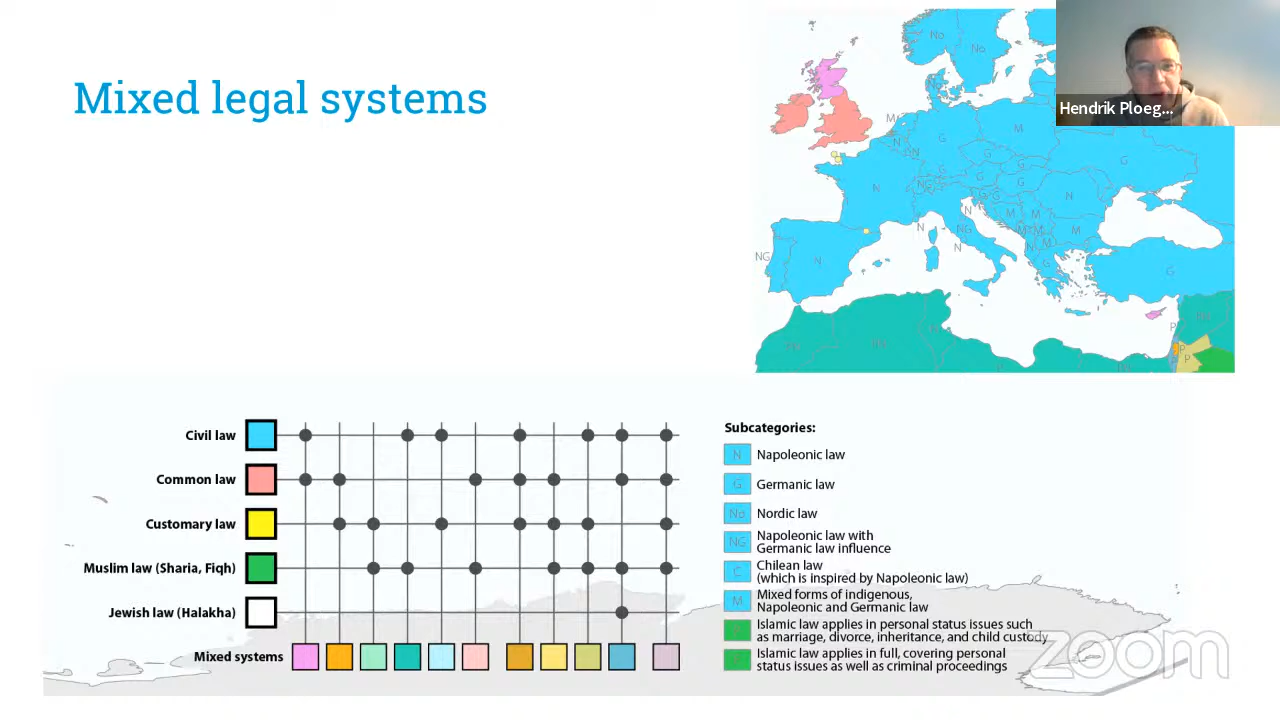 Mixed legal systems
Hendrik Ploeg...
Civil law
Common law
Customary law
Muslim law (Sharia, Fiqh)
Jewish law (Halakha)
Mixed systems
Subcategories:
N Napoleonic law
G Germanic law
No Nordic law
NG Napoleonic law with
Germanic law influence
C Chilean law
(which is inspired by Napoleonic law)
M Mixed forms of indigenous,
Napoleonic and Germanic law
Islamic law applies in personal status issues such
as marriage, divorce, inheritance, and child custody
Islamic law applies in full, covering personal
status issues as well as criminal proceedings
zoom